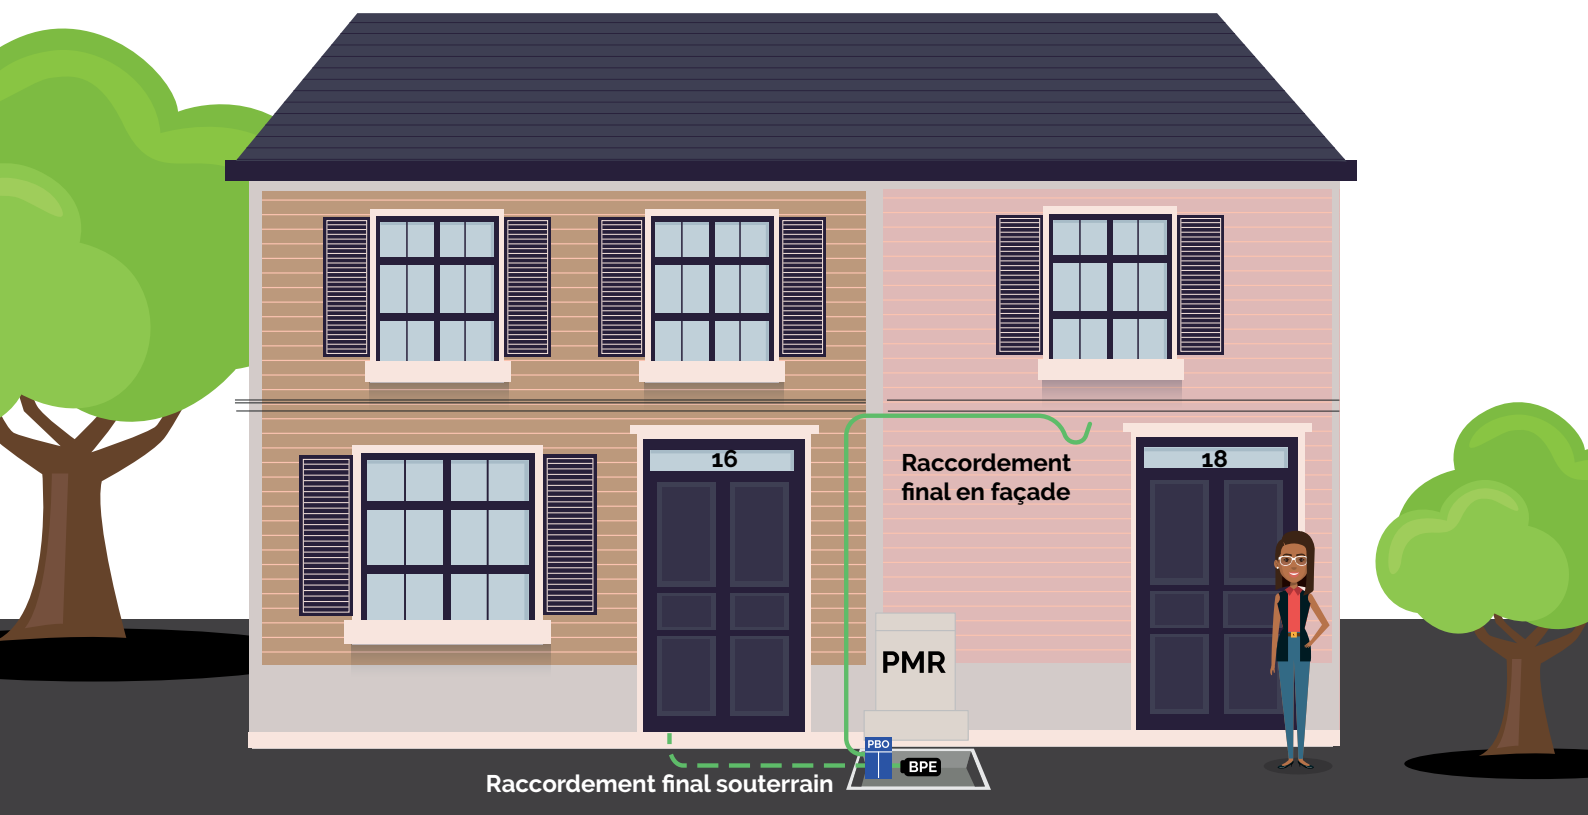 16
18
Raccordement
final en façade
PMR
PBO
BPE
Raccordement final souterrain